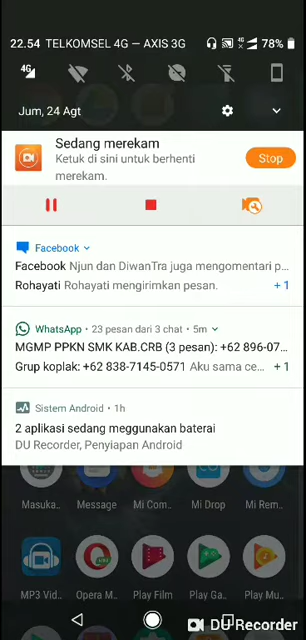 22.54 TELKOMSEL 4G — AXIS 3G
4G
78%
4G
Jum, 24 Agt
Sedang merekam
Ketuk di sini untuk berhenti
merekam.
Stop
Facebook
Facebook Njun dan DiwanTra juga mengomentari p...
Rohayati Rohayati mengirimkan pesan.
+ 1
WhatsApp • 23 pesan dari 3 chat • 5m
MGMP PPKN SMK KAB.CRB (3 pesan): +62 896-07...
Grup koplak: +62 838-7145-0571 Aku sama ce...
+ 1
Sistem Android • 1h
2 aplikasi sedang menggunakan baterai
DU Recorder, Penyiapan Android
Masuka..
Message
Mi Com..
Mi Drop
Mi Rem..
MP3 Vid..
Opera M..
Play Film
Play Ga..
Play Mu..
DU Recorder